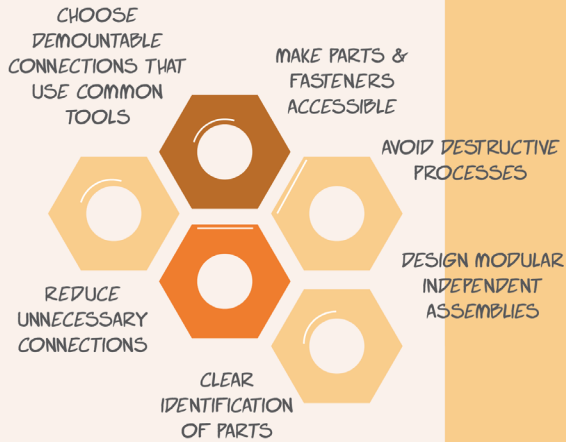 CHOOSE
DEMOUNTABLE
CONNECTIONS THAT
USE COMMON
TOOLS
MAKE PARTS &
FASTENERS
ACCESSIBLE
AVOID DESTRUCTIVE
PROCESSES
DESIGN MODULAR
INDEPENDENT
ASSEMBLIES
REDUCE
UNNECESSARY
CONNECTIONS
CLEAR
IDENTIFICATION
OF PARTS